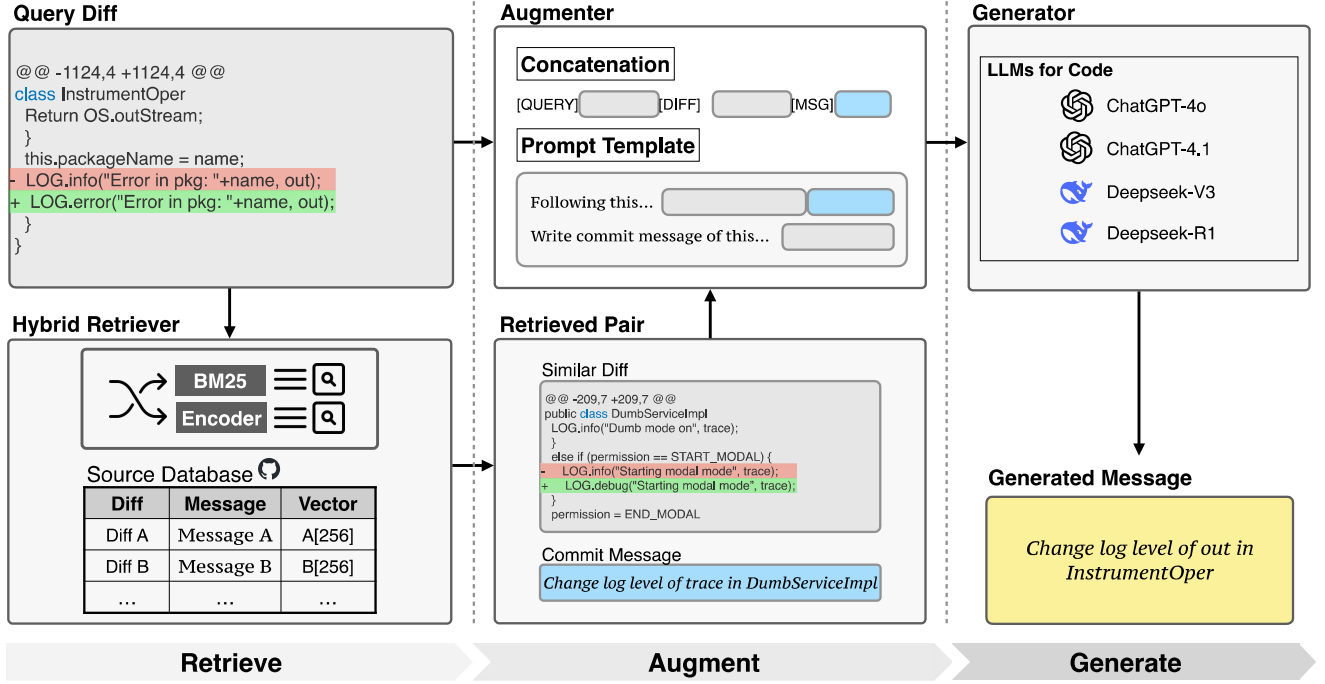 Query Diff
@@ -1124,4 +1124,4 @@
class InstrumentOper
Return OS.outStream;
}
this.packageName = name;
- LOG.info("Error in pkg: "+name, out);
+ LOG.error("Error in pkg: "+name, out);
}
}
Hybrid Retriever
BM25
Encoder
Source Database
Diff Message Vector
Diff A Message A A[256]
Diff B Message B B[256]
... ... ...
Augmenter
Concatenation
[QUERY] [DIFF] [MSG]
Prompt Template
Following this...
Write commit message of this...
Retrieved Pair
Similar Diff
@@ -209,7 +209,7 @@
public class DumbServiceImpl
LOG.info("Dumb mode on", trace);
}
else if (permission == START_MODAL) {
- LOG.info("Starting modal mode", trace);
+ LOG.debug("Starting modal mode", trace);
}
permission = END_MODAL
Commit Message
Change log level of trace in DumbServiceImpl
Generator
LLMs for Code
ChatGPT-4o
ChatGPT-4.1
Deepseek-V3
Deepseek-R1
Generated Message
Change log level of out in
InstrumentOper
Retrieve
Augment
Generate